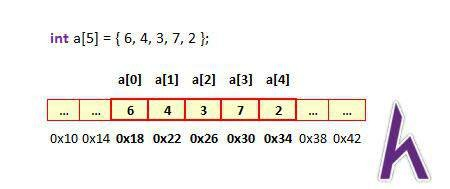 int a[5] = { 6, 4, 3, 7, 2 };
a[0] a[1] a[2] a[3] a[4]
... ... 6 4 3 7 2 ... ...
0x10 0x14 0x18 0x22 0x26 0x30 0x34 0x38 0x42